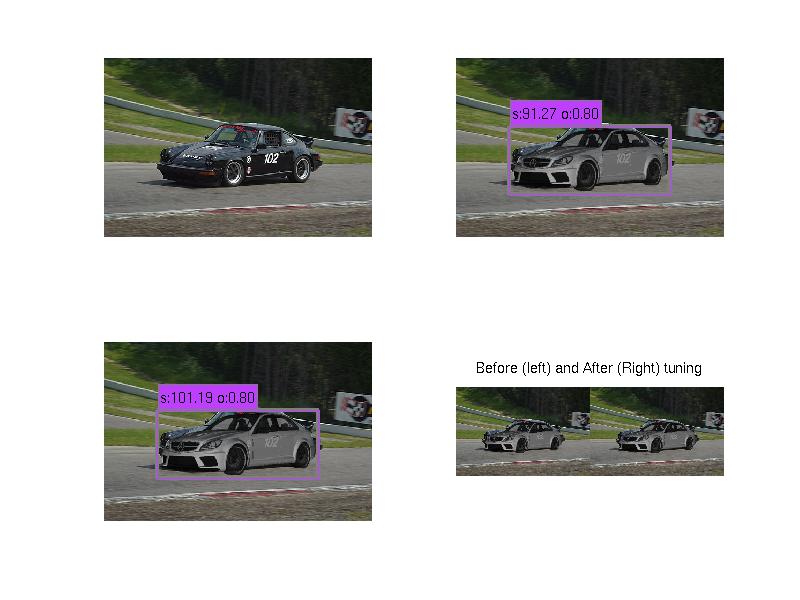 102
s:91.27 o:0.80
102
s:101.19 o:0.80
102
Before (left) and After (Right) tuning